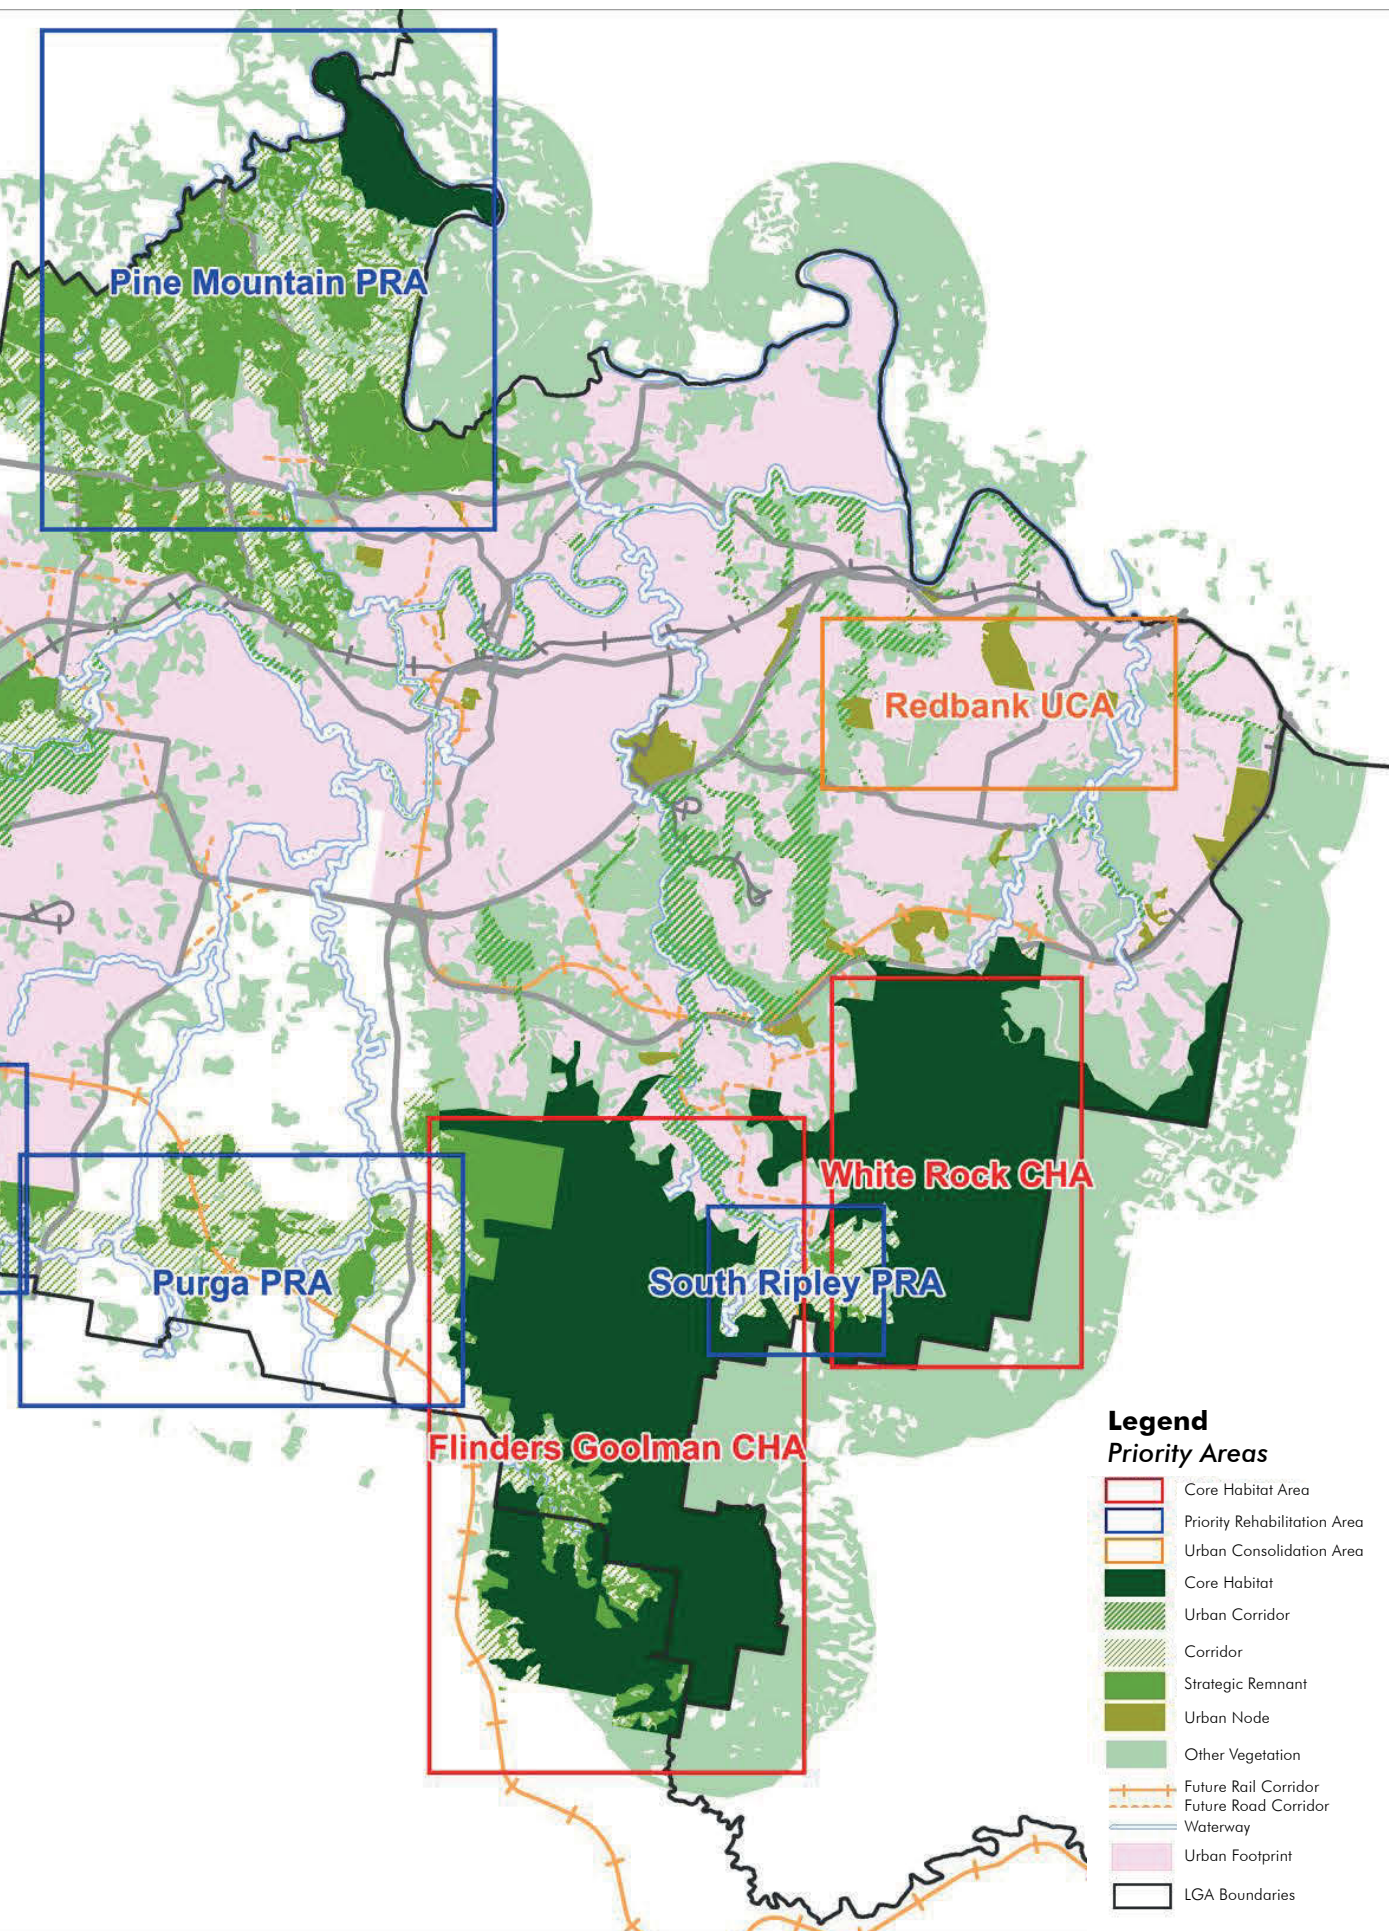 Pine Mountain PRA
Redbank UCA
White Rock CHA
Purga PRA
South Ripley PRA
Flinders Goolman CHA
Legend
Priority Areas
Core Habitat Area
Priority Rehabilitation Area
Urban Consolidation Area
Core Habitat
Urban Corridor
Corridor
Strategic Remnant
Urban Node
Other Vegetation
Future Rail Corridor
Future Road Corridor
Waterway
Urban Footprint
LGA Boundaries